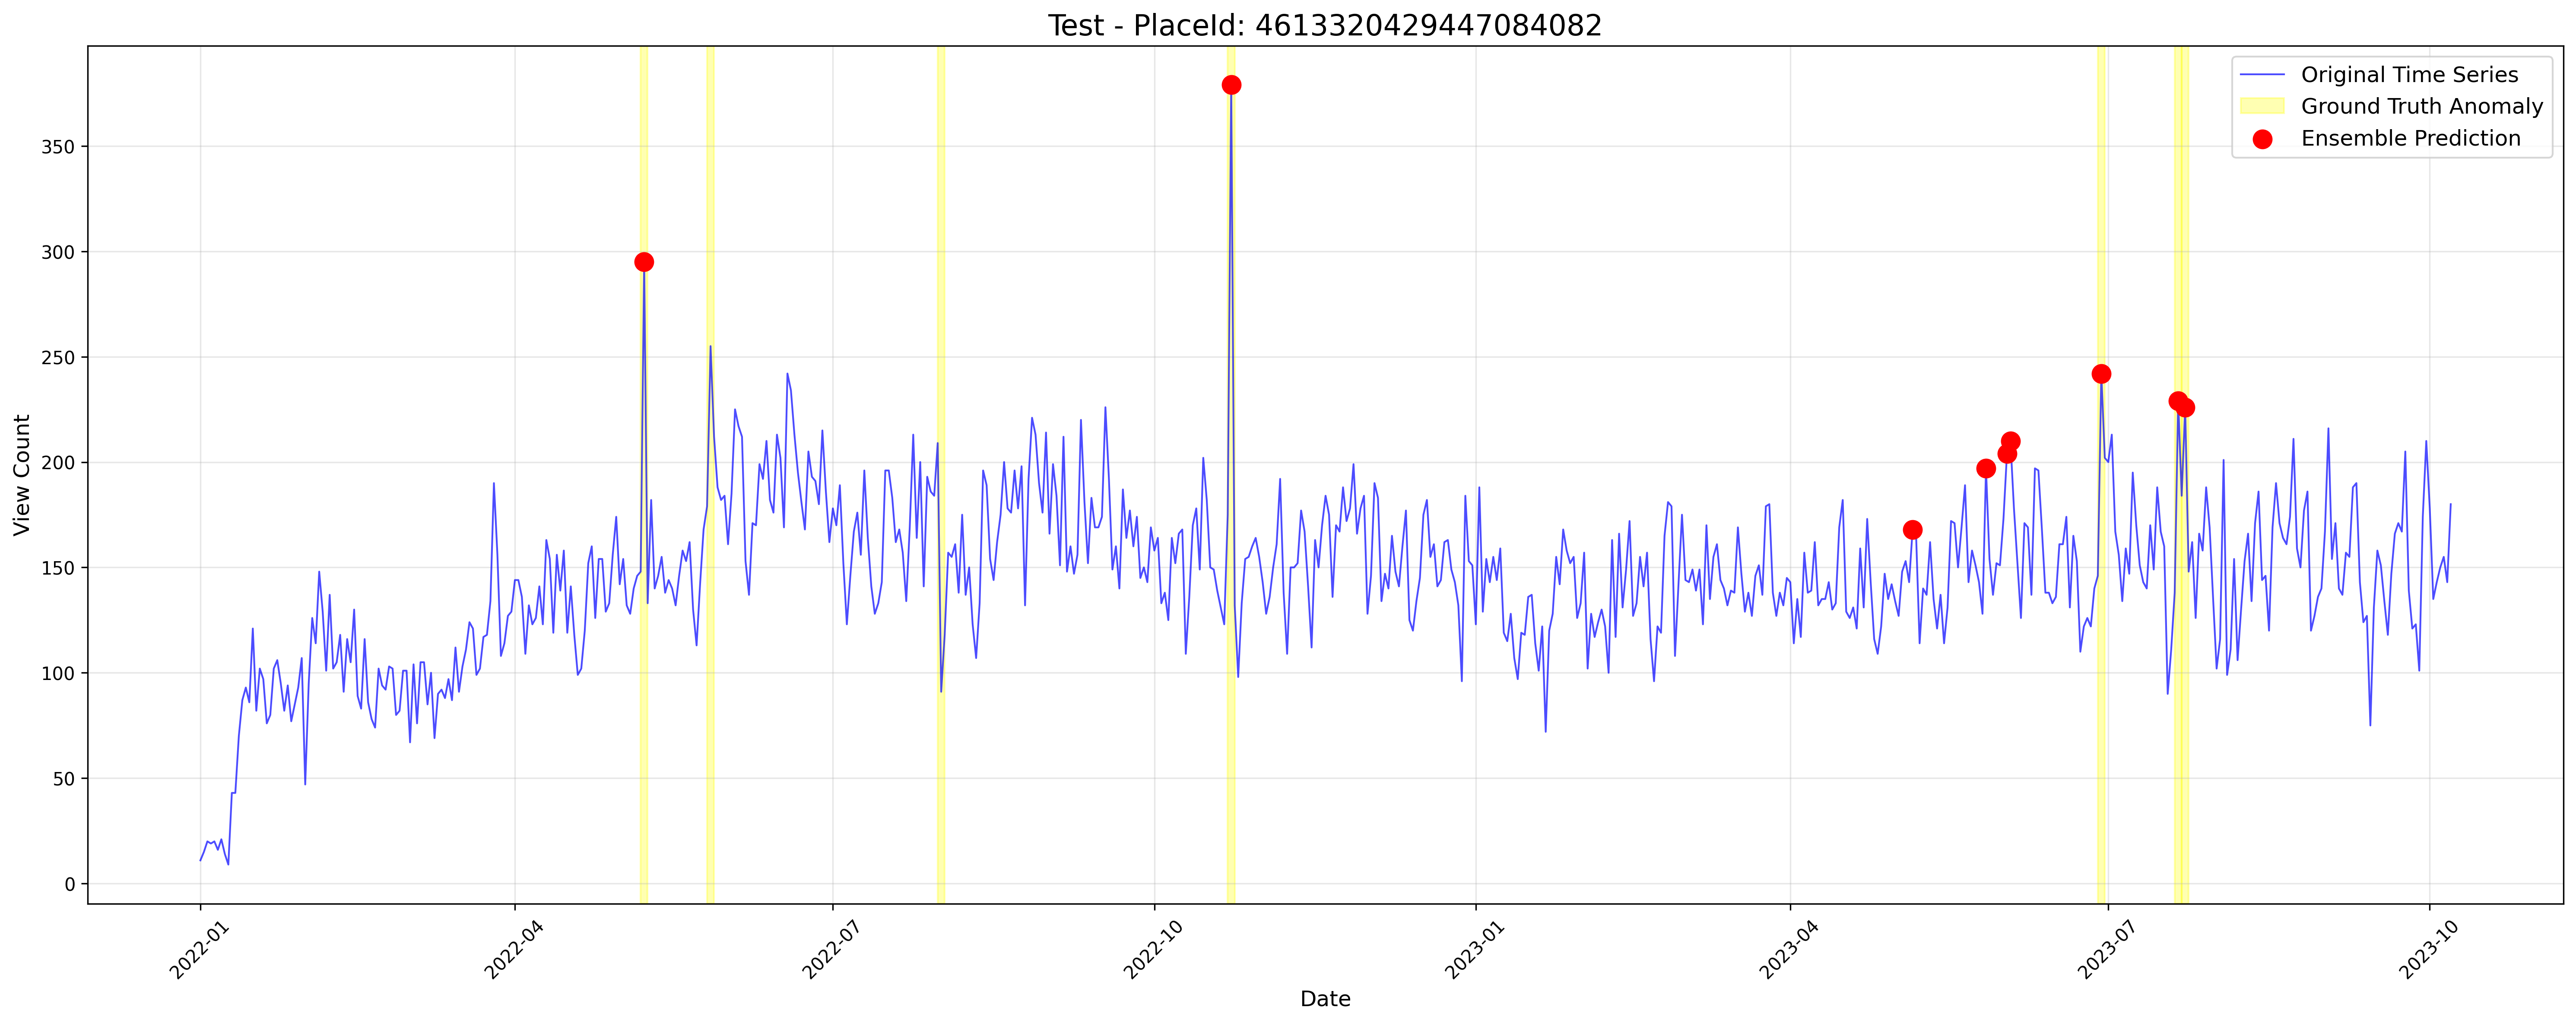 Test - PlaceId: 4613320429447084082
Original Time Series
Ground Truth Anomaly
Ensemble Prediction
View Count
350
300
250
200
150
100
50
0
2022-01
2022-04
2022-07
2022-10
2023-01
2023-04
2023-07
2023-10
Date